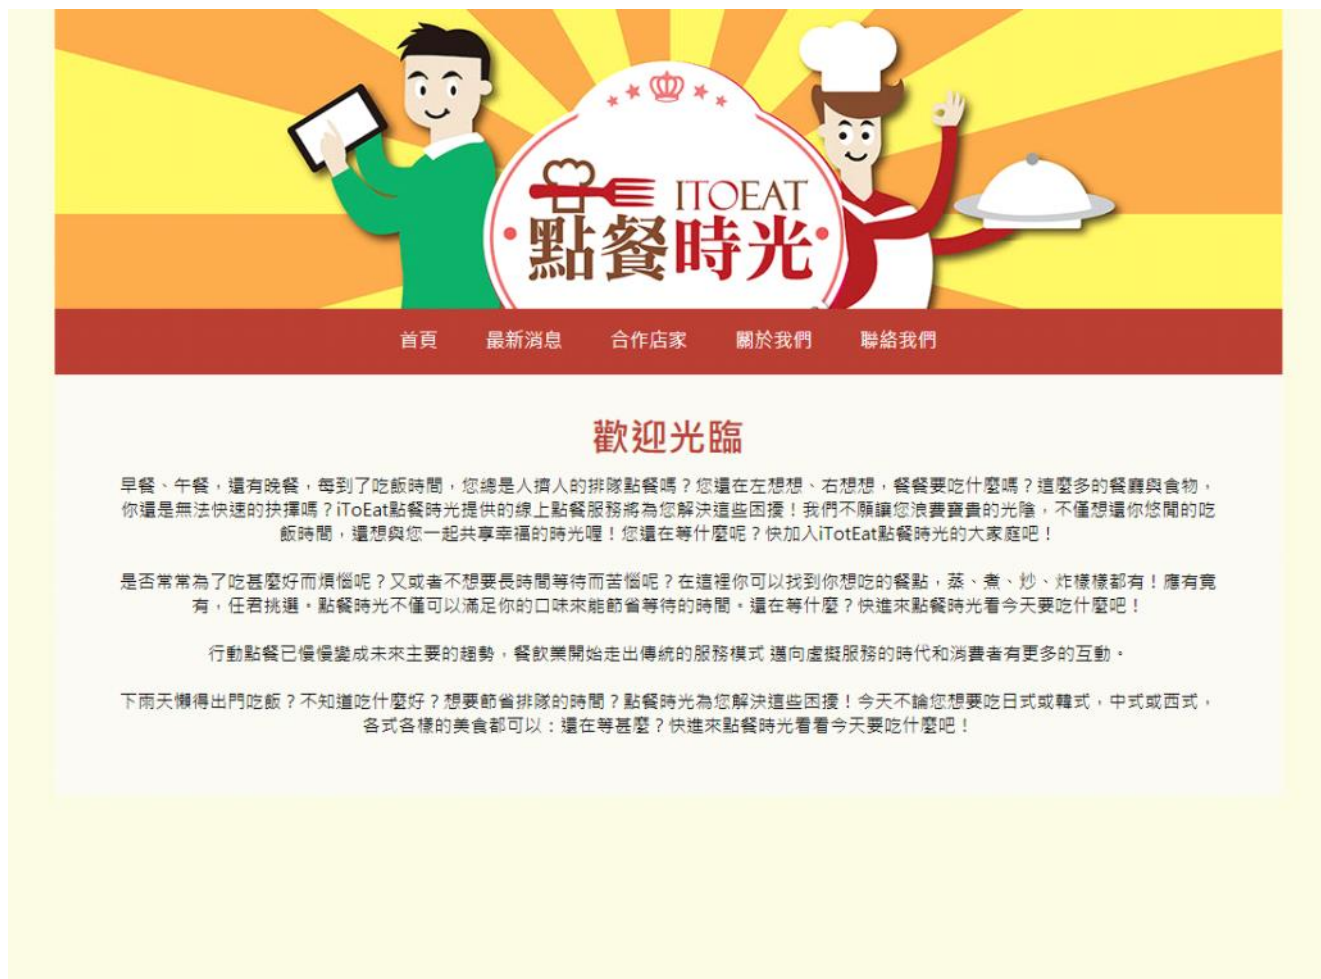 ITOEAT
點餐時光
首頁 最新消息 合作店家 關於我們 聯絡我們
歡迎光臨
早餐、午餐，還有晚餐，每到了吃飯時間，您總是人擠人的排隊點餐嗎？您還在左想想、右想想，餐餐要吃什麼嗎？這麼多的餐廳與食物，
你還是無法快速的抉擇嗎？iToEat點餐時光提供的線上點餐服務將為您解決這些困擾！我們不願讓您浪費寶貴的光陰，不僅想還你悠閒的吃
飯時間，還想與您一起共享幸福的時光喔！您還在等什麼呢？快加入iTotEat點餐時光的大家庭吧！
是否常常為了吃甚麼好而煩惱呢？又或者不想要長時間等待而苦惱呢？在這裡你可以找到你想吃的餐點，蒸、煮、炒、炸樣樣都有！應有竟
有，任君挑選。點餐時光不僅可以滿足你的口味來能節省等待的時間。還在等什麼？快進來點餐時光看今天要吃什麼吧！
行動點餐已慢慢變成未來主要的趨勢，餐飲業開始走出傳統的服務模式 邁向虛擬服務的時代和消費者有更多的互動。
下雨天懶得出門吃飯？不知道吃什麼好？想要節省排隊的時間？點餐時光為您解決這些困擾！今天不論您想要吃日式或韓式，中式或西式，
各式各樣的美食都可以：還在等甚麼？快進來點餐時光看看今天要吃什麼吧！